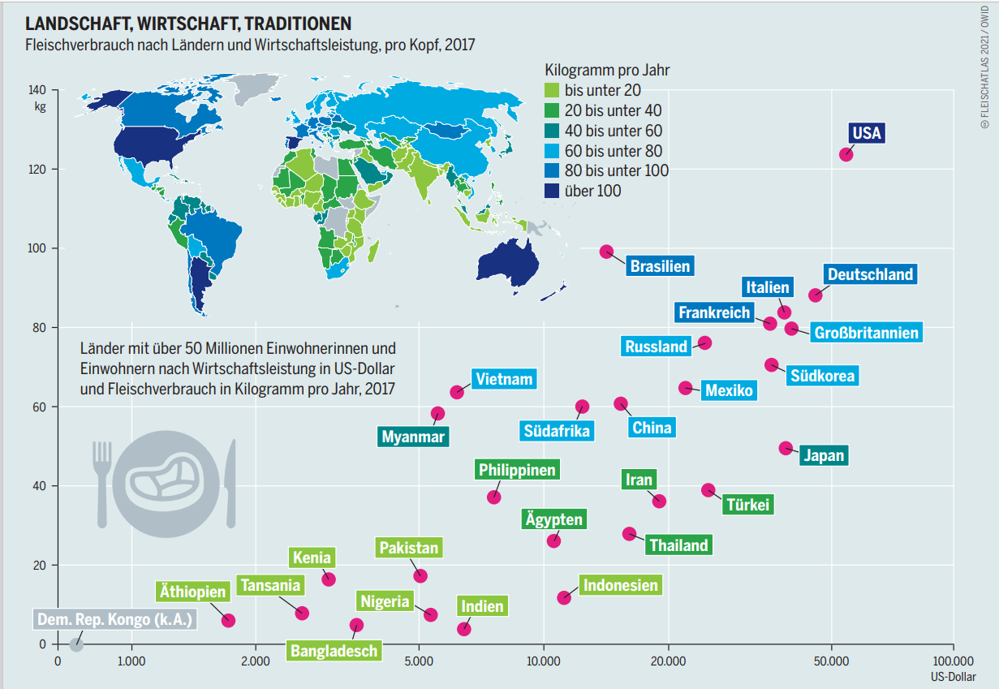 LANDSCHAFT, WIRTSCHAFT, TRADITIONEN
Fleischverbrauch nach Ländern und Wirtschaftsleistung, pro Kopf, 2017
© FLEISCHATLAS 2021 / OWID
Kilogramm pro Jahr
bis unter 20
20 bis unter 40
40 bis unter 60
60 bis unter 80
80 bis unter 100
über 100
140
kg
120
100
80
60
40
20
0
USA
Brasilien
Deutschland
Italien
Frankreich
Großbritannien
Russland
Südkorea
Mexiko
Länder mit über 50 Millionen Einwohnerinnen und
Einwohnern nach Wirtschaftsleistung in US-Dollar
und Fleischverbrauch in Kilogramm pro Jahr, 2017
Vietnam
Myanmar
Südafrika
China
Japan
Philippinen
Iran
Türkei
Ägypten
Thailand
Pakistan
Kenia
Äthiopien
Tansania
Nigeria
Indien
Indonesien
Dem. Rep. Kongo (k.A.)
Bangladesch
0
1.000
2.000
5.000
10.000
20.000
50.000
100.000
US-Dollar